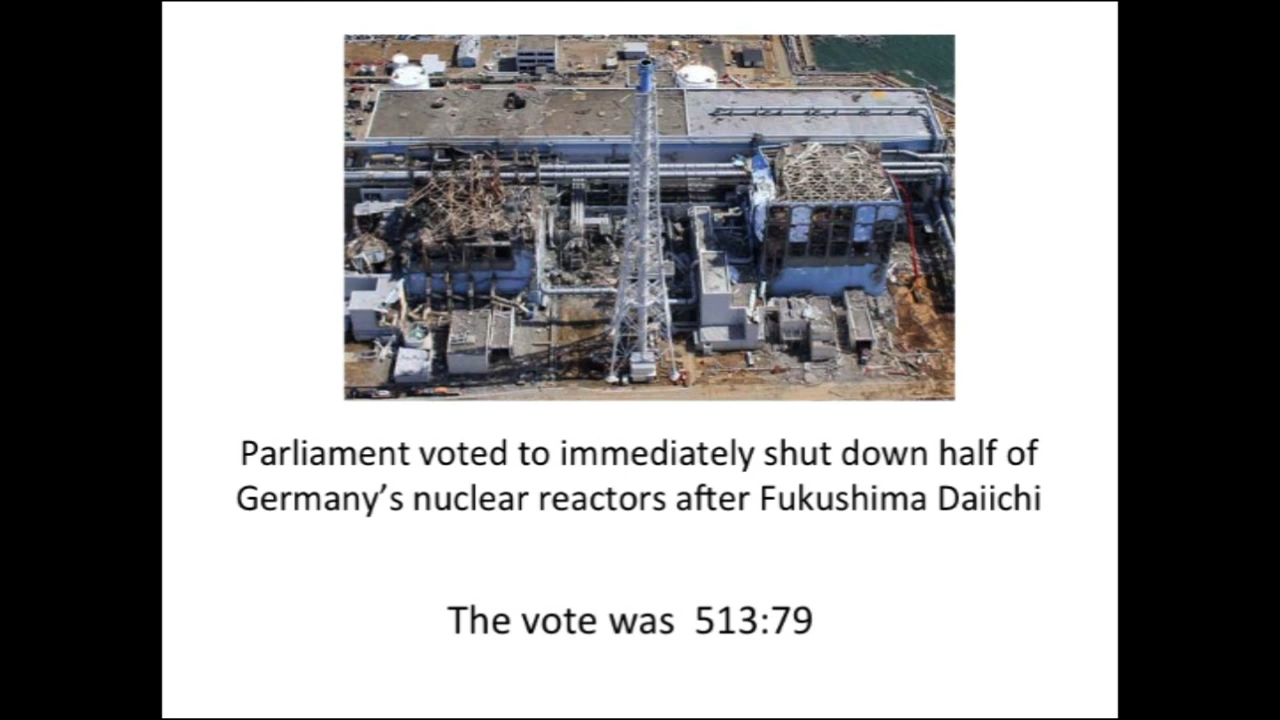 Parliament voted to immediately shut down half of
Germany’s nuclear reactors after Fukushima Daiichi
The vote was  513:79